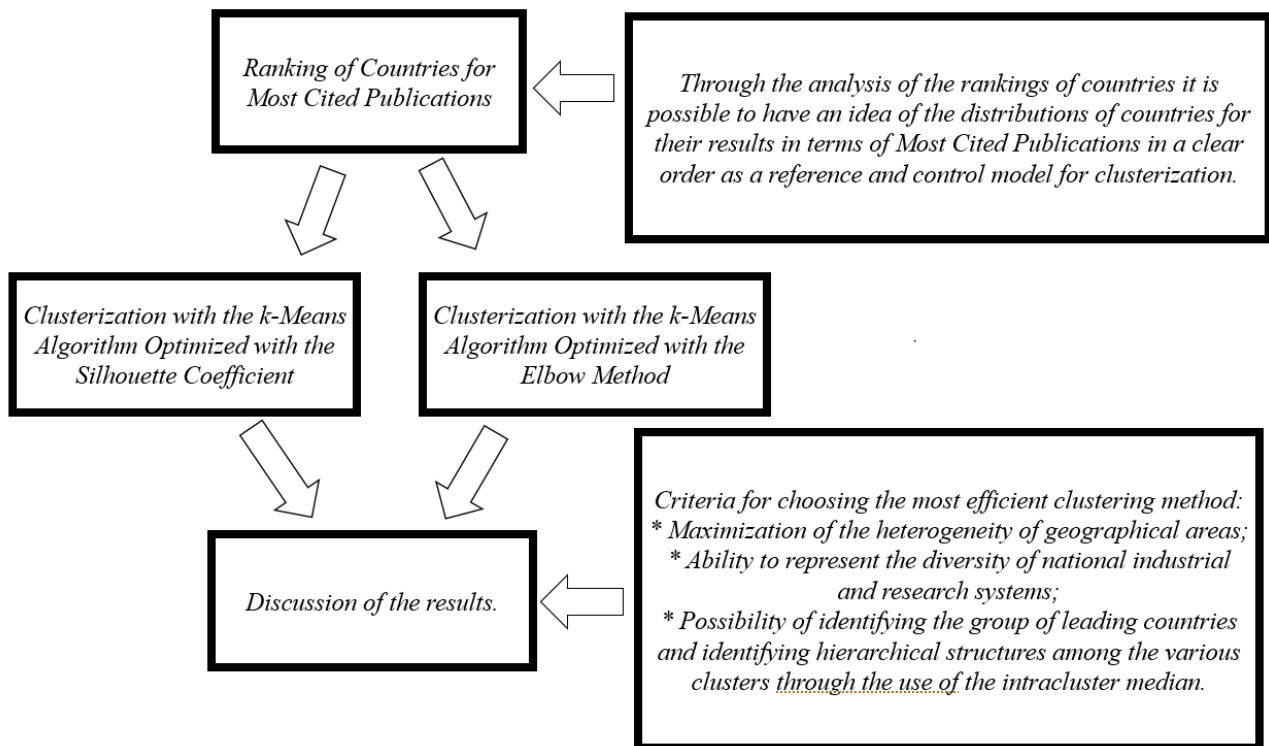 Ranking of Countries for
Most Cited Publications
Through the analysis of the rankings of countries it is
possible to have an idea of the distributions of countries for
their results in terms of Most Cited Publications in a clear
order as a reference and control model for clusterization.
Clusterization with the k-Means
Algorithm Optimized with the
Silhouette Coefficient
Clusterization with the k-Means
Algorithm Optimized with the
Elbow Method
Discussion of the results.
Criteria for choosing the most efficient clustering method:
* Maximization of the heterogeneity of geographical areas;
* Ability to represent the diversity of national industrial
and research systems;
* Possibility of identifying the group of leading countries
and identifying hierarchical structures among the various
clusters through the use of the intracluster median.